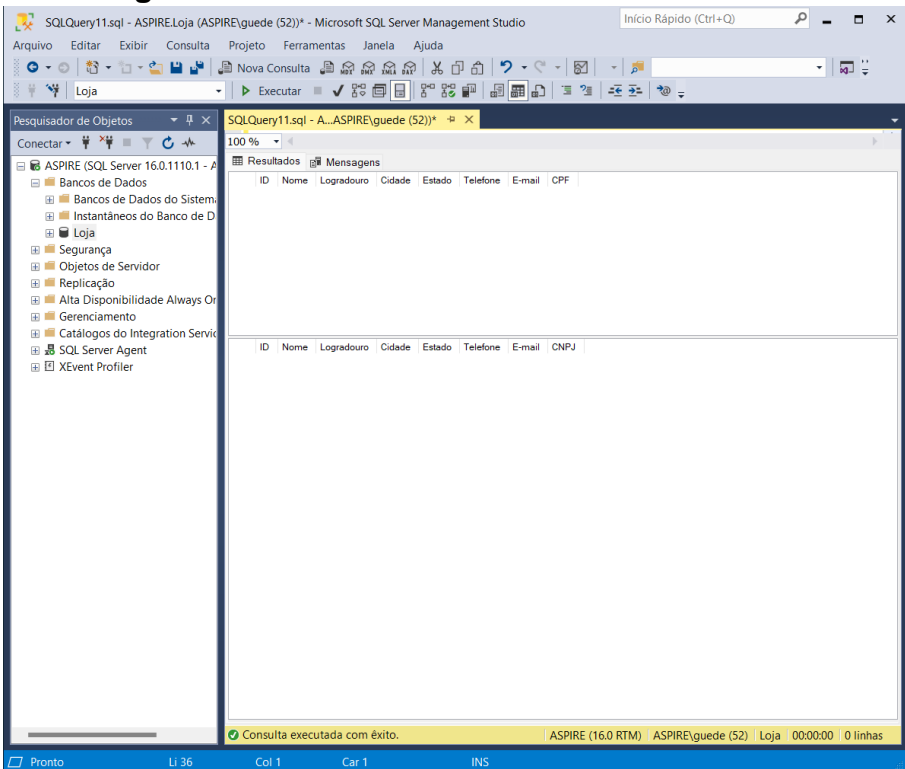 SQLQuery11.sql - ASPIRE.Loja (ASPIRE\guede (52))* - Microsoft SQL Server Management Studio
Início Rápido (Ctrl+Q)
Arquivo Editar Exibir Consulta Projeto Ferramentas Janela Ajuda
Nova Consulta MDX DMX XMLA DAX
Loja Executar
Pesquisador de Objetos
SQLQuery11.sql - A...ASPIRE\guede (52))*
Conectar
100 %
Resultados Mensagens
ASPIRE (SQL Server 16.0.1110.1 - A
Bancos de Dados
Bancos de Dados do Sistema
Instantâneos do Banco de D
Loja
Segurança
Objetos de Servidor
Replicação
Alta Disponibilidade Always On
Gerenciamento
Catálogos do Integration Servic
SQL Server Agent
XEvent Profiler
ID Nome Logradouro Cidade Estado Telefone E-mail CPF
ID Nome Logradouro Cidade Estado Telefone E-mail CNPJ
Consulta executada com êxito.
ASPIRE (16.0 RTM) ASPIRE\guede (52) Loja 00:00:00 0 linhas
Pronto Li 36 Col 1 Car 1 INS